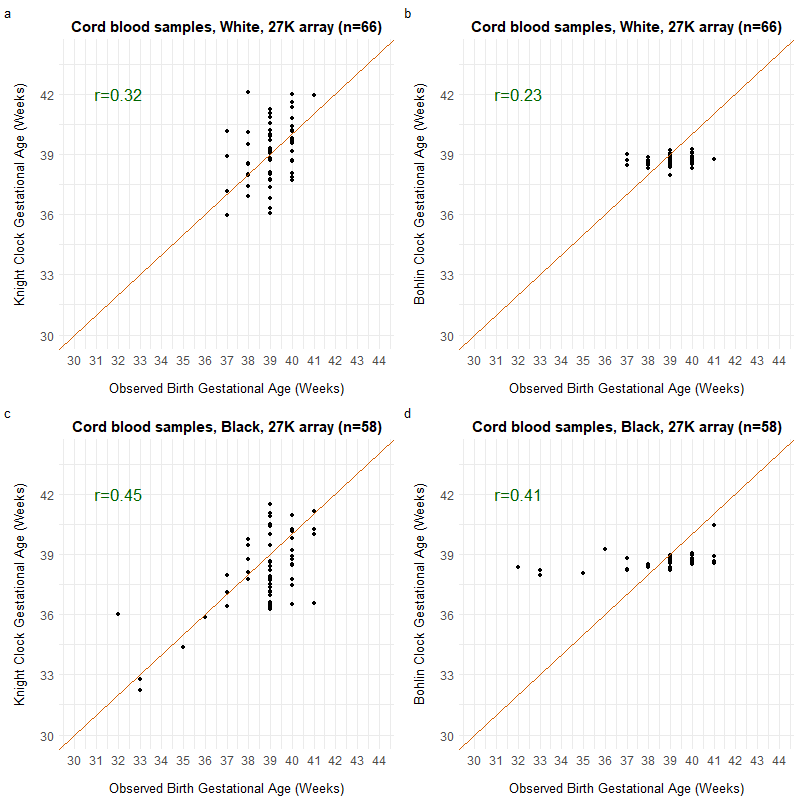 a
Cord blood samples, White, 27K array (n=66)
r=0.32
Knight Clock Gestational Age (Weeks)
42
39
36
33
30
30 31 32 33 34 35 36 37 38 39 40 41 42 43 44
Observed Birth Gestational Age (Weeks)
b
Cord blood samples, White, 27K array (n=66)
r=0.23
Bohlin Clock Gestational Age (Weeks)
42
39
36
33
30
30 31 32 33 34 35 36 37 38 39 40 41 42 43 44
Observed Birth Gestational Age (Weeks)
c
Cord blood samples, Black, 27K array (n=58)
r=0.45
Knight Clock Gestational Age (Weeks)
42
39
36
33
30
30 31 32 33 34 35 36 37 38 39 40 41 42 43 44
Observed Birth Gestational Age (Weeks)
d
Cord blood samples, Black, 27K array (n=58)
r=0.41
Bohlin Clock Gestational Age (Weeks)
42
39
36
33
30
30 31 32 33 34 35 36 37 38 39 40 41 42 43 44
Observed Birth Gestational Age (Weeks)